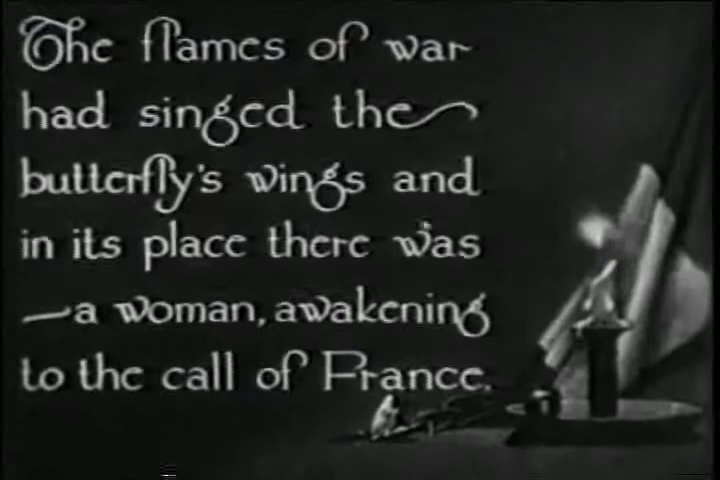 The flames of war
had singed the
butterfly's wings and
in its place there was
—a woman, awakening
to the call of France.